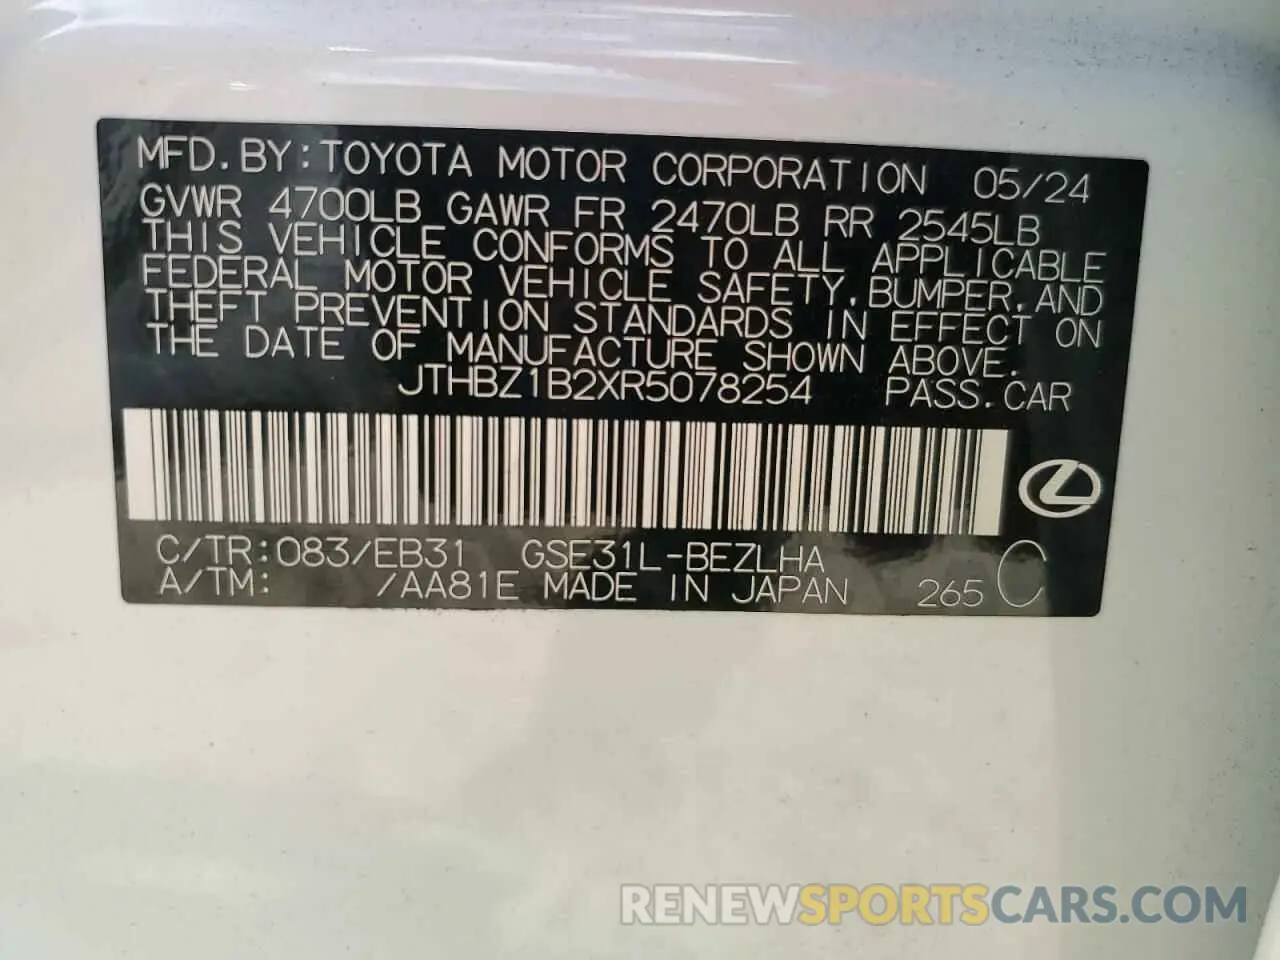 MFD.BY:TOYOTA MOTOR CORPORATION 05/24
GVWR 4700LB GAWR FR 2470LB RR 2545LB
THIS VEHICLE CONFORMS TO ALL APPLICABLE
FEDERAL MOTOR VEHICLE SAFETY,BUMPER,AND
THEFT PREVENTION STANDARDS IN EFFECT ON
THE DATE OF MANUFACTURE SHOWN ABOVE.
JTHBZ1B2XR5078254 PASS.CAR
C/TR:083/EB31 GSE31L-BEZLHA
A/TM: /AA81E MADE IN JAPAN 265 C
RENEWSPORTSCARS.COM